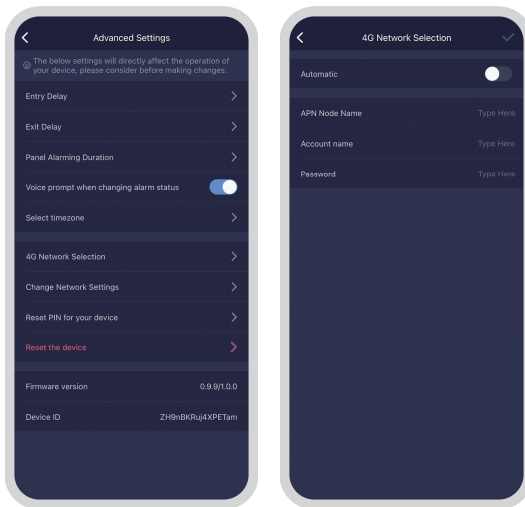 Advanced Settings
The below settings will directly affect the operation of
your device, please consider before making changes.
Entry Delay
Exit Delay
Panel Alarming Duration
Voice prompt when changing alarm status
Select timezone
4G Network Selection
Change Network Settings
Reset PIN for your device
Reset the device
Firmware version 0.9.9/1.0.0
Device ID ZH9nBKRuj4XPETam
4G Network Selection
Automatic
APN Node Name Type Here
Account name Type Here
Password Type Here